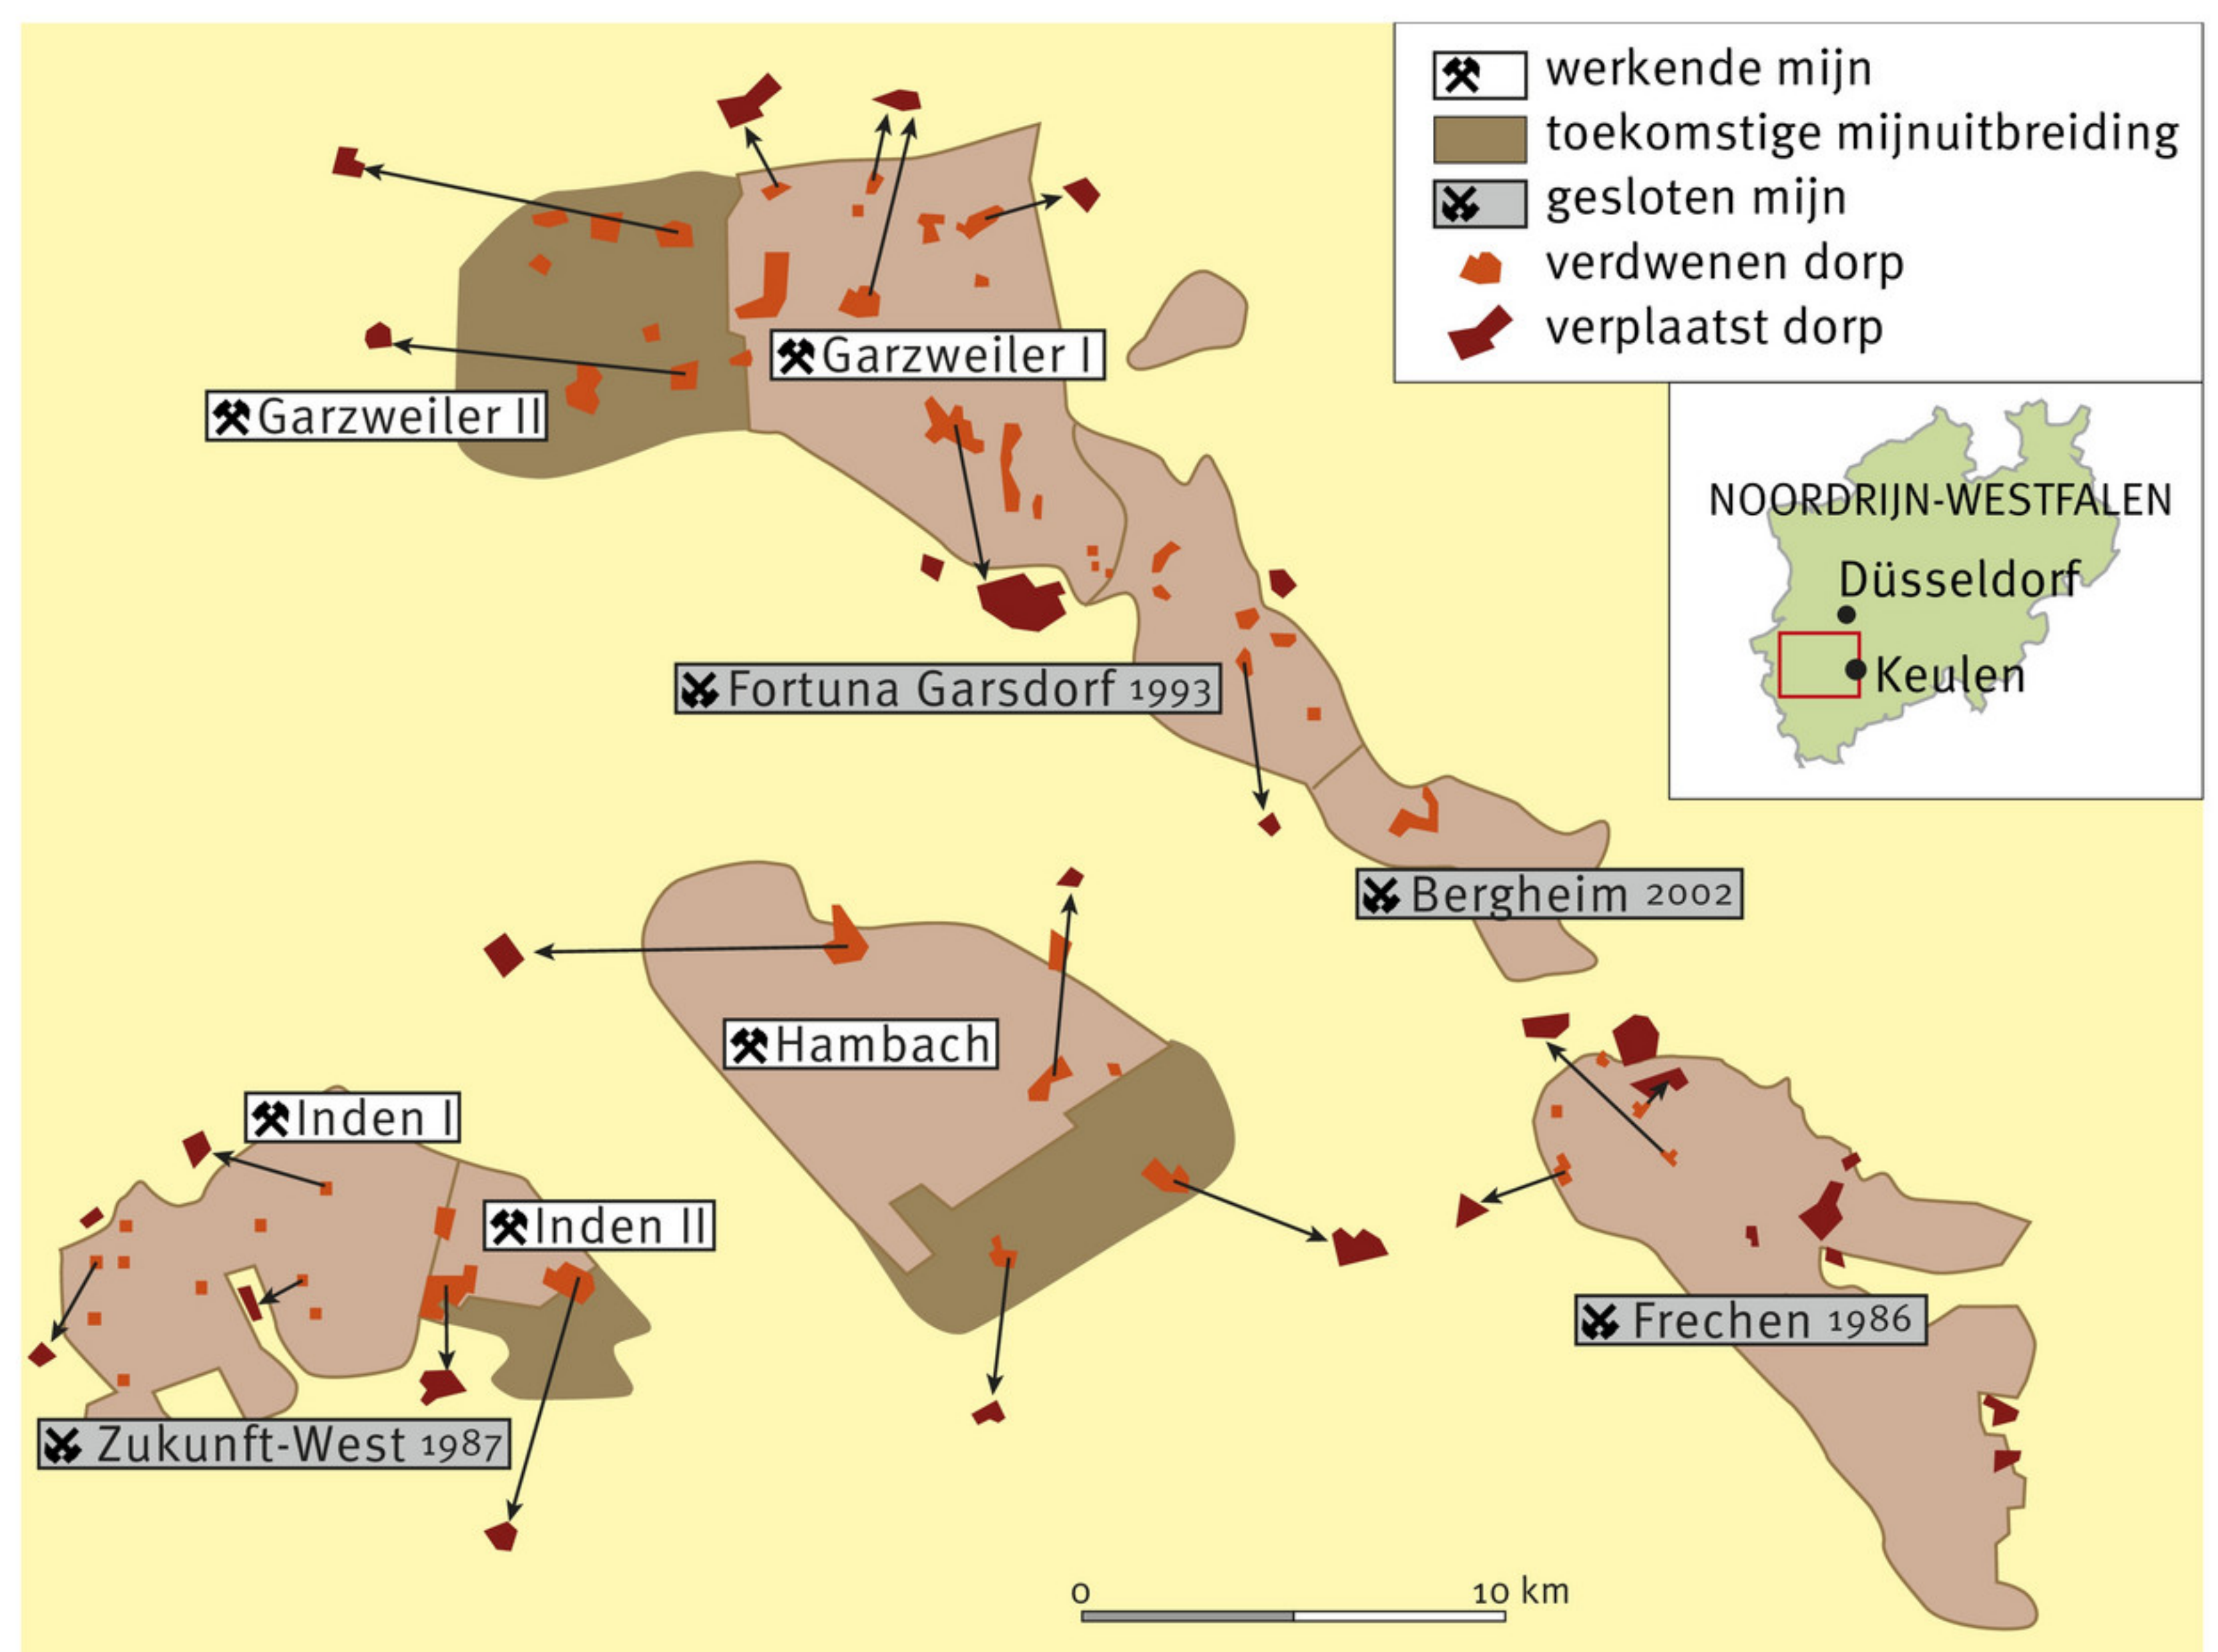 werkende mijn
toekomstige mijnuitbreiding
gesloten mijn
verdwenen dorp
verplaatst dorp
NOORDRIJN-WESTFALEN
Düsseldorf
Keulen
Garzweiler I
Garzweiler II
Fortuna Garsdorf 1993
Bergheim 2002
Hambach
Inden I
Inden II
Frechen 1986
Zukunft-West 1987
0 10 km